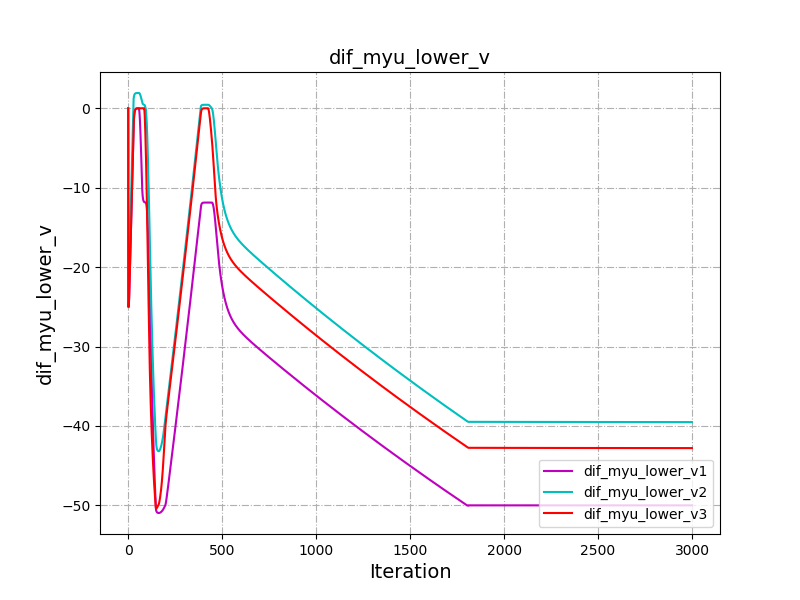 dif_myu_lower_v
dif_myu_lower_v
0
−10
−20
−30
−40
−50
dif_myu_lower_v1
dif_myu_lower_v2
dif_myu_lower_v3
0 500 1000 1500 2000 2500 3000
Iteration